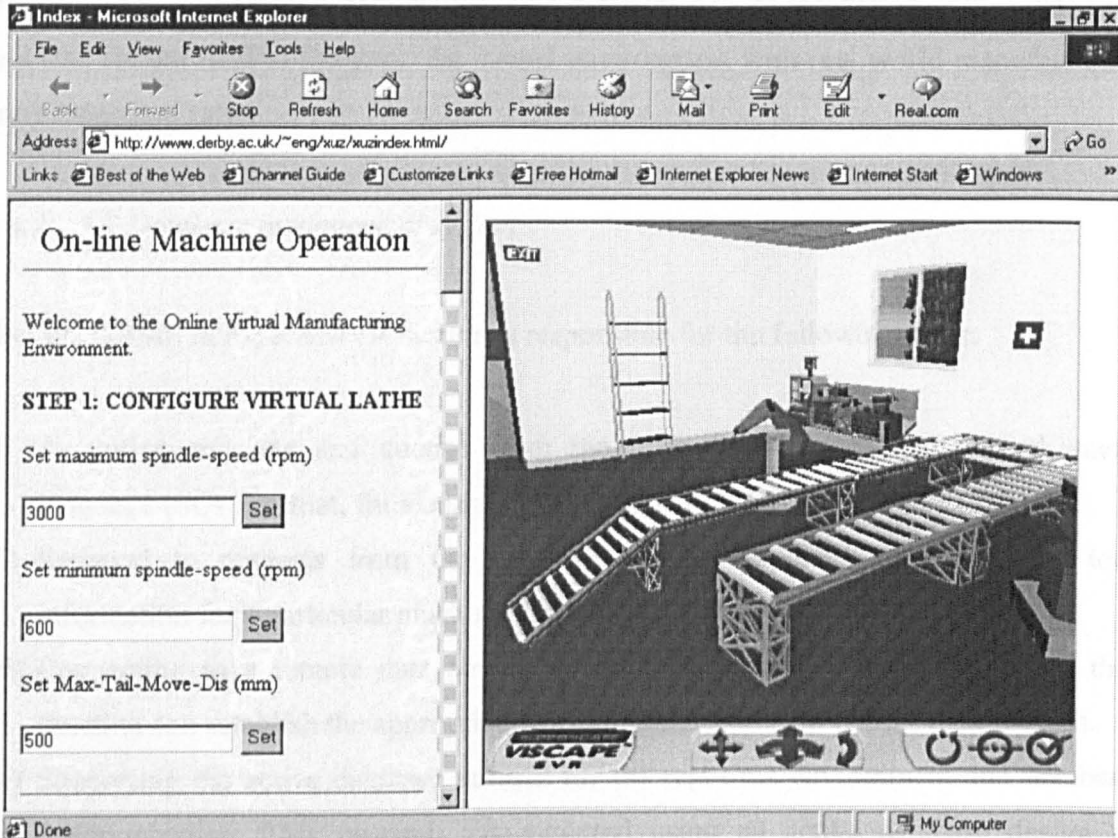 Index - Microsoft Internet Explorer
File Edit View Favorites Tools Help
Back Forward Stop Refresh Home Search Favorites History Mail Print Edit Real.com
Address http://www.derby.ac.uk/~eng/xuz/xuzindex.html/ Go
Links Best of the Web Channel Guide Customize Links Free Hotmail Internet Explorer News Internet Start Windows »
On-line Machine Operation
Welcome to the Online Virtual Manufacturing
Environment.
STEP 1: CONFIGURE VIRTUAL LATHE
Set maximum spindle-speed (rpm)
3000 Set
Set minimum spindle-speed (rpm)
600 Set
Set Max-Tail-Move-Dis (mm)
500 Set
EXIT
VISCAPE
SVR
Done My Computer